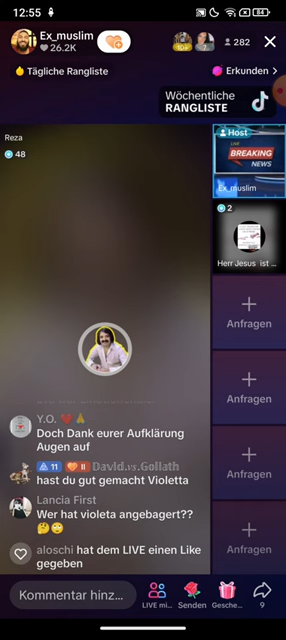 12:55
84
Ex_muslim
26.2K
282
Tägliche Rangliste
Erkunden
Wöchentliche
RANGLISTE
Reza
48
Host
LIVE
BREAKING
NEWS
Ex_muslim
2
Herr Jesus ist ...
Anfragen
Anfragen
Anfragen
Anfragen
Y.O.
Doch Dank eurer Aufklärung
Augen auf
11 II David.vs.Goliath
hast du gut gemacht Violetta
Lancia First
Wer hat violeta angebagert??
aloschi hat dem LIVE einen Like
gegeben
Kommentar hinz...
LIVE mi...
Senden
Gesche...
9